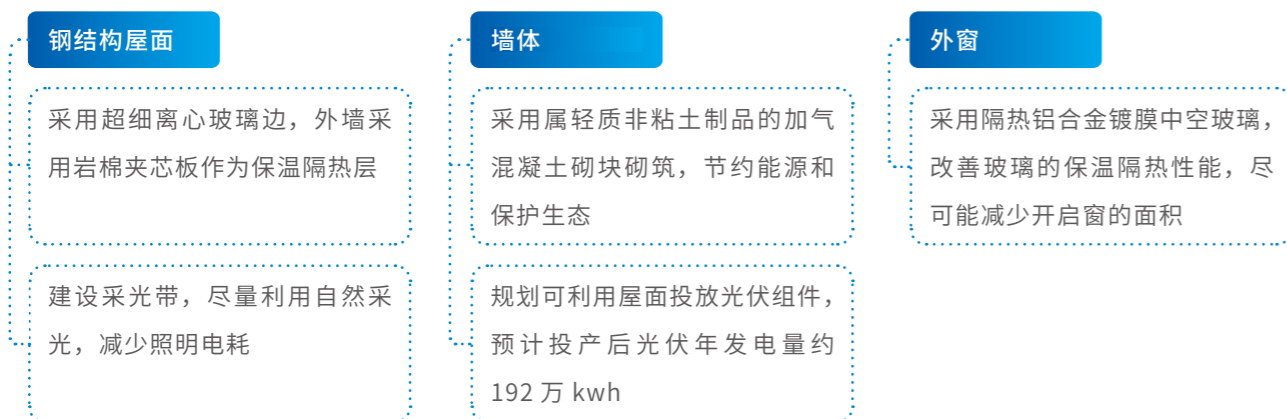 钢结构屋面
采用超细离心玻璃边，外墙采
用岩棉夹芯板作为保温隔热层
建设采光带，尽量利用自然采
光，减少照明电耗
墙体
采用属轻质非粘土制品的加气
混凝土砌块砌筑，节约能源和
保护生态
规划可利用屋面投放光伏组件，
预计投产后光伏年发电量约
192 万 kwh
外窗
采用隔热铝合金镀膜中空玻璃，
改善玻璃的保温隔热性能，尽
可能减少开启窗的面积